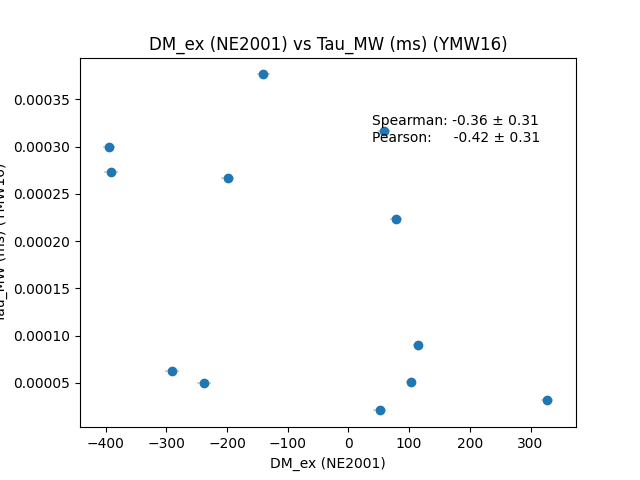 DM_ex (NE2001) vs Tau_MW (ms) (YMW16)
Spearman: -0.36 ± 0.31
Pearson: -0.42 ± 0.31
0.00035
0.00030
0.00025
0.00020
0.00015
0.00010
0.00005
Tau_MW (ms) (YMW16)
−400 −300 −200 −100 0 100 200 300
DM_ex (NE2001)